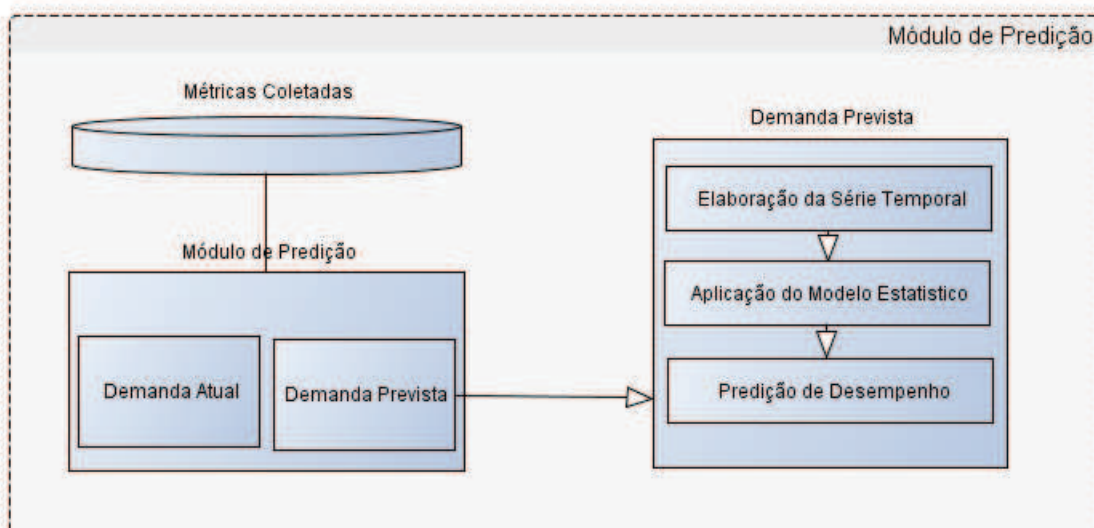 Módulo de Predição
Métricas Coletadas
Módulo de Predição
Demanda Atual
Demanda Prevista
Demanda Prevista
Elaboração da Série Temporal
Aplicação do Modelo Estatistico
Predição de Desempenho